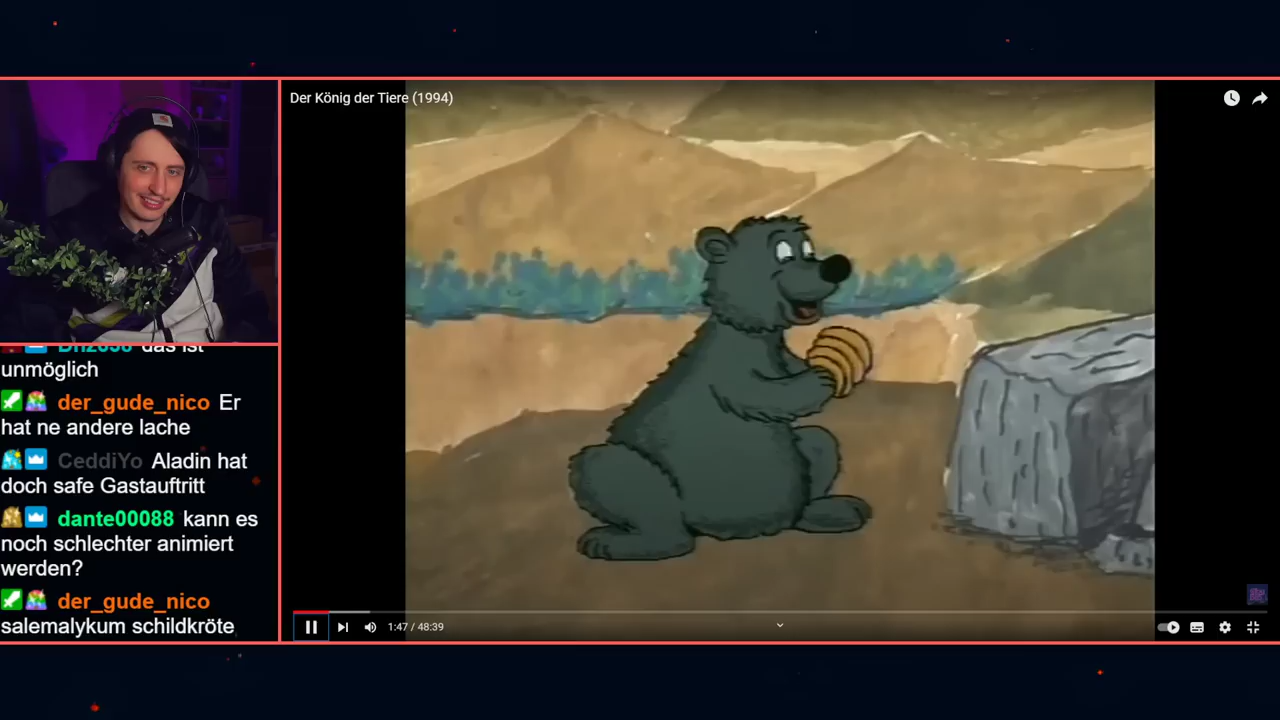 Der König der Tiere (1994)
Dnz898 das ist
unmöglich
der_gude_nico Er
hat ne andere lache
CeddiYo Aladin hat
doch safe Gastauftritt
dante00088 kann es
noch schlechter animiert
werden?
der_gude_nico
salemalykum schildkröte
1:47 / 48:39